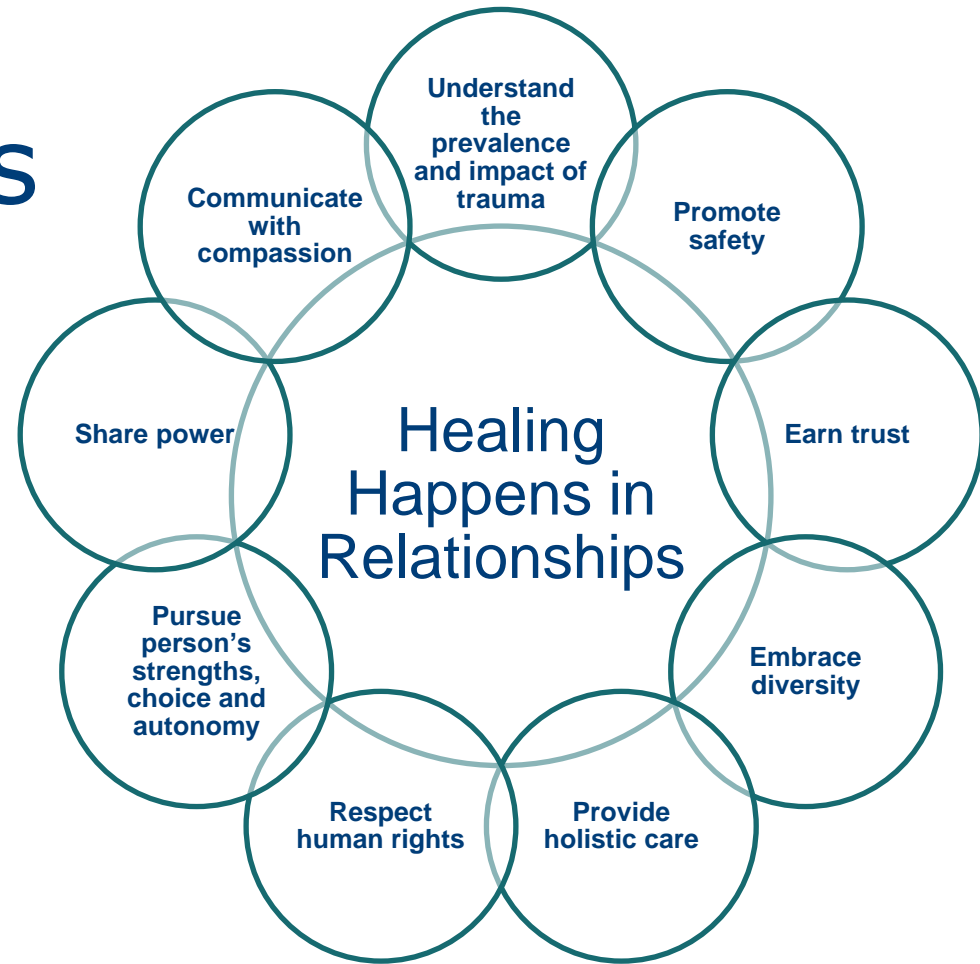 s
Understand
the
prevalence
and impact of
trauma
Promote
safety
Earn trust
Embrace
diversity
Provide
holistic care
Respect
human rights
Pursue
person’s
strengths,
choice and
autonomy
Share power
Communicate
with
compassion
Healing
Happens in
Relationships